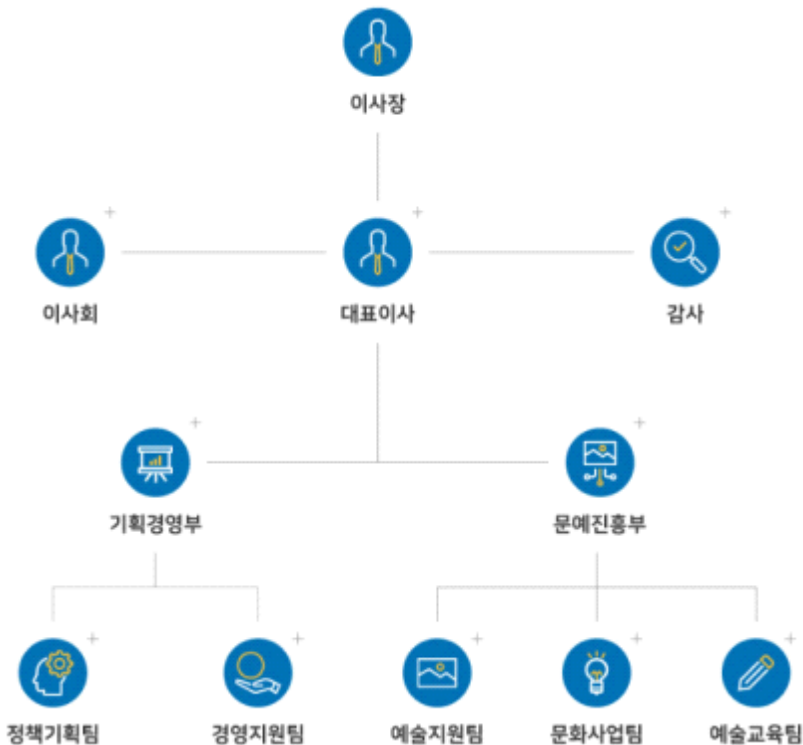 이사장
이사회
대표이사
감사
기획경영부
문예진흥부
정책기획팀
경영지원팀
예술지원팀
문화사업팀
예술교육팀